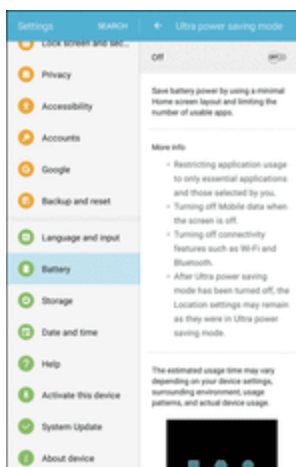 Settings
SEARCH
Lock screen and sec...
Privacy
Accessibility
Accounts
Google
Backup and reset
Language and input
Battery
Storage
Date and time
Help
Activate this device
System Update
About device
Ultra power saving mode
Off
OFF
Save battery power by using a minimal
Home screen layout and limiting the
number of usable apps.
More info
Restricting application usage
to only essential applications
and those selected by you.
Turning off Mobile data when
the screen is off.
Turning off connectivity
features such as Wi-Fi and
Bluetooth.
After Ultra power saving
mode has been turned off, the
Location settings may remain
as they were in Ultra power
saving mode.
The estimated usage time may vary
depending on your device settings,
surrounding environment, usage
patterns, and actual device usage.